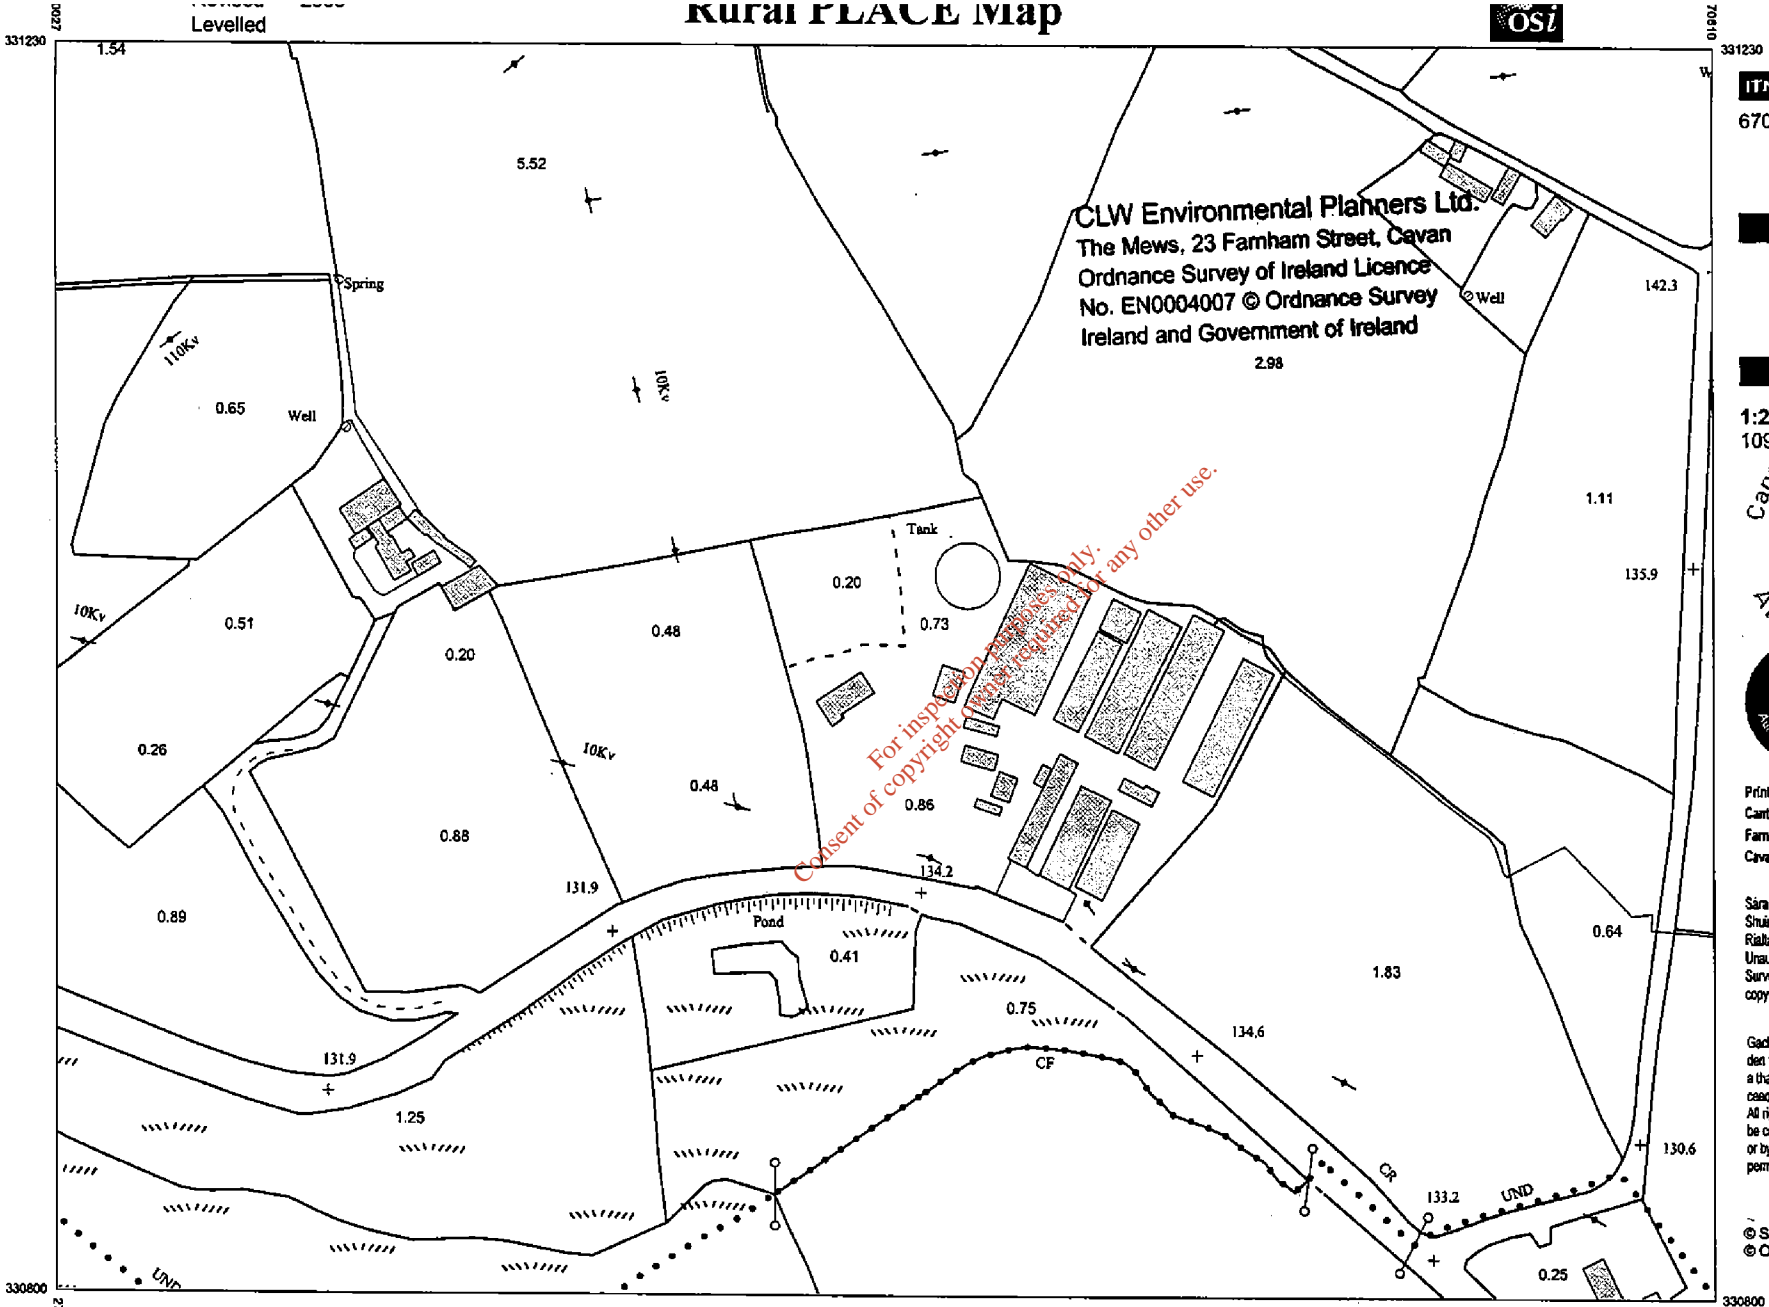 Levelled
Rural PLACE Map
osi
331230
331230
1.54
5.52
CLW Environmental Planners Ltd.
The Mews, 23 Farnham Street, Cavan
Ordnance Survey of Ireland Licence
No. EN0004007 © Ordnance Survey
Ireland and Government of Ireland
2.98
Spring
Well
142.3
110Kv
10Kv
0.65
Well
1.11
Tank
135.9
0.20
0.73
10Kv
0.51
0.48
0.20
For inspection purposes only.
Consent of copyright owner required for any other use.
0.26
10Kv
0.48
0.86
0.88
134.2
131.9
0.89
Pond
0.41
0.64
1.83
0.75
134.6
131.9
CF
1.25
130.6
CR
133.2
UND
UND
0.25
330800
330800